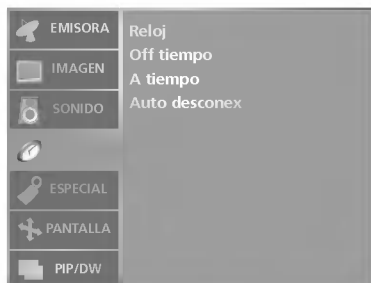 EMISORA
IMAGEN
SONIDO
ESPECIAL
PANTALLA
PIP/DW
Reloj
Off tiempo
A tiempo
Auto desconex